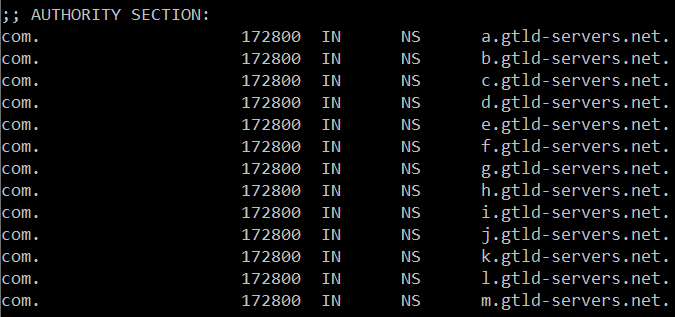 ;; AUTHORITY SECTION:
com. 172800 IN NS a.gtld-servers.net.
com. 172800 IN NS b.gtld-servers.net.
com. 172800 IN NS c.gtld-servers.net.
com. 172800 IN NS d.gtld-servers.net.
com. 172800 IN NS e.gtld-servers.net.
com. 172800 IN NS f.gtld-servers.net.
com. 172800 IN NS g.gtld-servers.net.
com. 172800 IN NS h.gtld-servers.net.
com. 172800 IN NS i.gtld-servers.net.
com. 172800 IN NS j.gtld-servers.net.
com. 172800 IN NS k.gtld-servers.net.
com. 172800 IN NS l.gtld-servers.net.
com. 172800 IN NS m.gtld-servers.net.